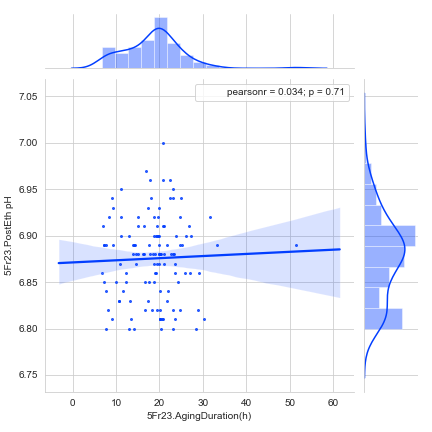 pearsonr = 0.034; p = 0.71
7.05
7.00
6.95
6.90
6.85
6.80
6.75
5Fr23.PostEth pH
0 10 20 30 40 50 60
5Fr23.AgingDuration(h)